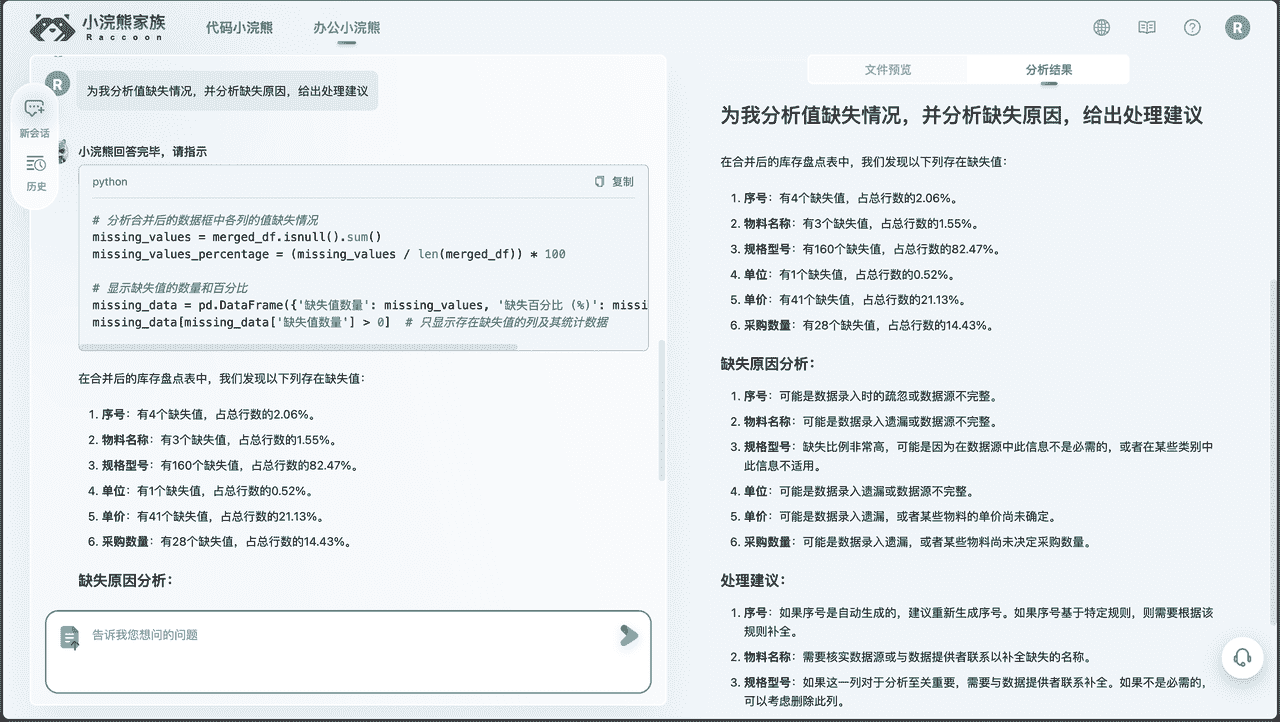 小浣熊家族
Raccoon
代码小浣熊
办公小浣熊
R
新会话
历史
R
为我分析值缺失情况，并分析缺失原因，给出处理建议
小浣熊回答完毕，请指示
python
复制
# 分析合并后的数据框中各列的值缺失情况
missing_values = merged_df.isnull().sum()
missing_values_percentage = (missing_values / len(merged_df)) * 100
# 显示缺失值的数量和百分比
missing_data = pd.DataFrame({'缺失值数量': missing_values, '缺失百分比 (%)': missi
missing_data[missing_data['缺失值数量'] > 0]  # 只显示存在缺失值的列及其统计数据
在合并后的库存盘点表中，我们发现以下列存在缺失值：
1. 序号：有4个缺失值，占总行数的2.06%。
2. 物料名称：有3个缺失值，占总行数的1.55%。
3. 规格型号：有160个缺失值，占总行数的82.47%。
4. 单位：有1个缺失值，占总行数的0.52%。
5. 单价：有41个缺失值，占总行数的21.13%。
6. 采购数量：有28个缺失值，占总行数的14.43%。
缺失原因分析：
告诉我您想问的问题
文件预览
分析结果
为我分析值缺失情况，并分析缺失原因，给出处理建议
在合并后的库存盘点表中，我们发现以下列存在缺失值：
1. 序号：有4个缺失值，占总行数的2.06%。
2. 物料名称：有3个缺失值，占总行数的1.55%。
3. 规格型号：有160个缺失值，占总行数的82.47%。
4. 单位：有1个缺失值，占总行数的0.52%。
5. 单价：有41个缺失值，占总行数的21.13%。
6. 采购数量：有28个缺失值，占总行数的14.43%。
缺失原因分析：
1. 序号：可能是数据录入时的疏忽或数据源不完整。
2. 物料名称：可能是数据录入遗漏或数据源不完整。
3. 规格型号：缺失比例非常高，可能是因为在数据源中此信息不是必需的，或者在某些类别中
此信息不适用。
4. 单位：可能是数据录入遗漏或数据源不完整。
5. 单价：可能是数据录入遗漏，或者某些物料的单价尚未确定。
6. 采购数量：可能是数据录入遗漏，或者某些物料尚未决定采购数量。
处理建议：
1. 序号：如果序号是自动生成的，建议重新生成序号。如果序号基于特定规则，则需要根据该
规则补全。
2. 物料名称：需要核实数据源或与数据提供者联系以补全缺失的名称。
3. 规格型号：如果这一列对于分析至关重要，需要与数据提供者联系补全。如果不是必需的，
可以考虑删除此列。